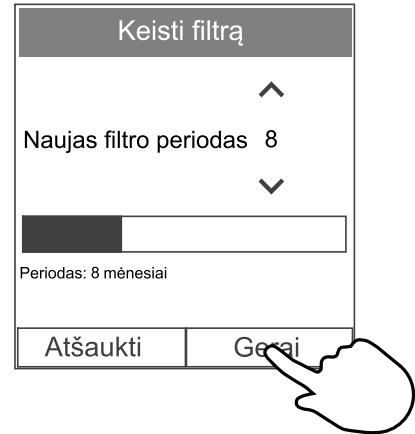 Keisti filtrą
Naujas filtro periodas 8
Periodas: 8 mėnesiai
Atšaukti
Gerai